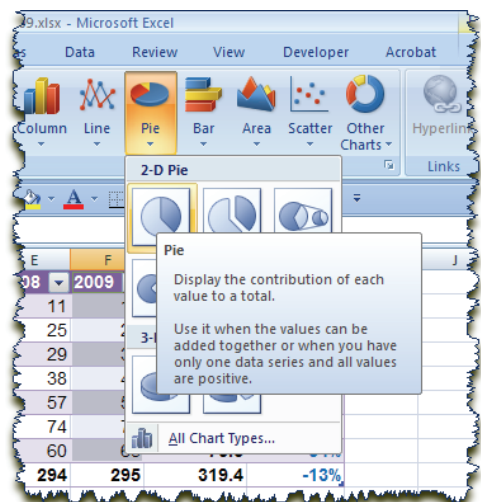 9.xlsx - Microsoft Excel
Data Review View Developer Acrobat
Column Line Pie Bar Area Scatter Other Charts Hyperlin
Links
2-D Pie
A
E F J
08 2009
Pie
Display the contribution of each
value to a total.
Use it when the values can be
added together or when you have
only one data series and all values
are positive.
11
25
29
38
57
74
60
All Chart Types...
294 295 319.4 -13%